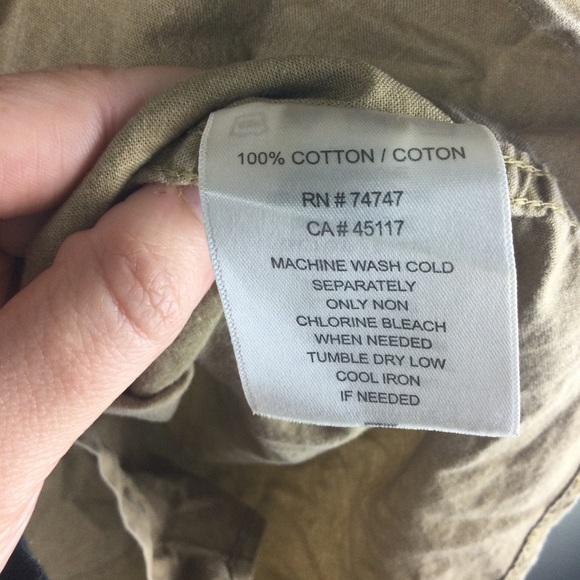 100% COTTON / COTON
RN # 74747
CA # 45117
MACHINE WASH COLD
SEPARATELY
ONLY NON
CHLORINE BLEACH
WHEN NEEDED
TUMBLE DRY LOW
COOL IRON
IF NEEDED